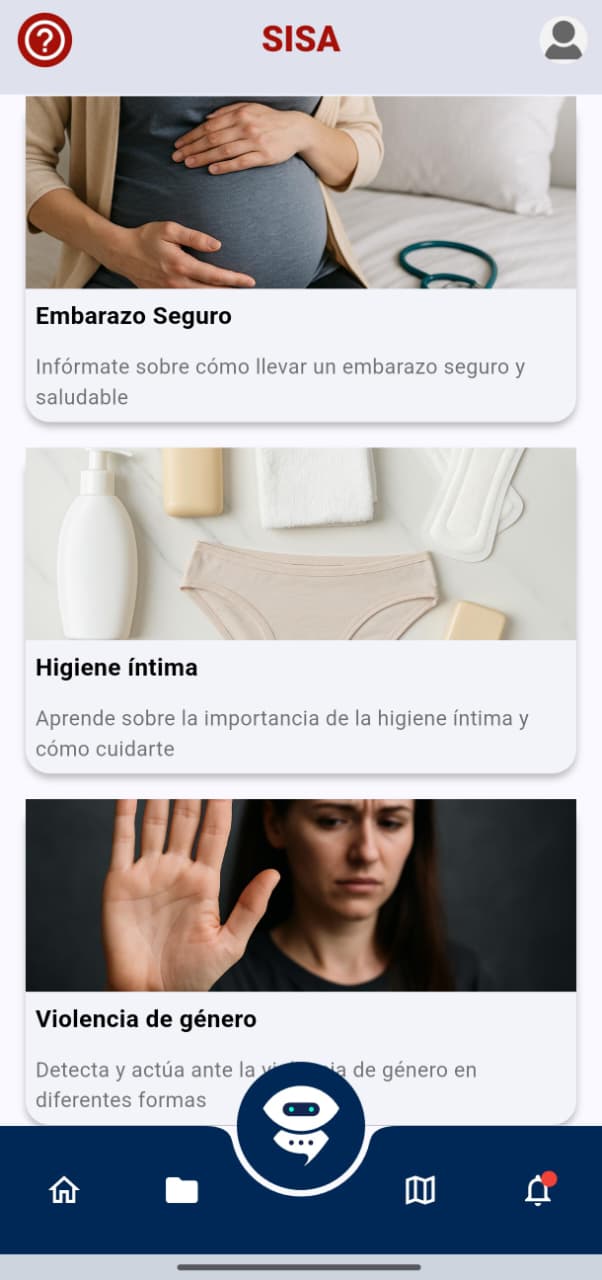 SISA
Embarazo Seguro
Infórmate sobre cómo llevar un embarazo seguro y
saludable
Higiene íntima
Aprende sobre la importancia de la higiene íntima y
cómo cuidarte
Violencia de género
Detecta y actúa ante la violencia de género en
diferentes formas